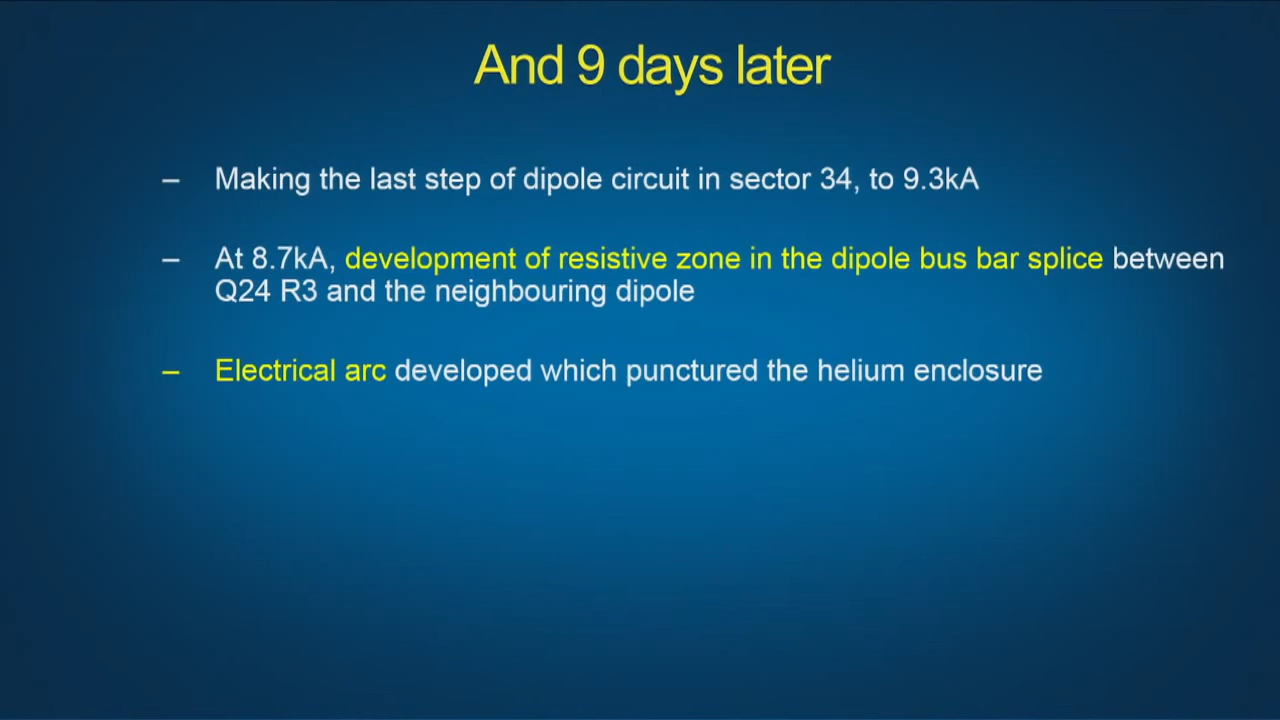 And 9 days later
– Making the last step of dipole circuit in sector 34, to 9.3kA
– At 8.7kA, development of resistive zone in the dipole bus bar splice between
Q24 R3 and the neighbouring dipole
– Electrical arc developed which punctured the helium enclosure